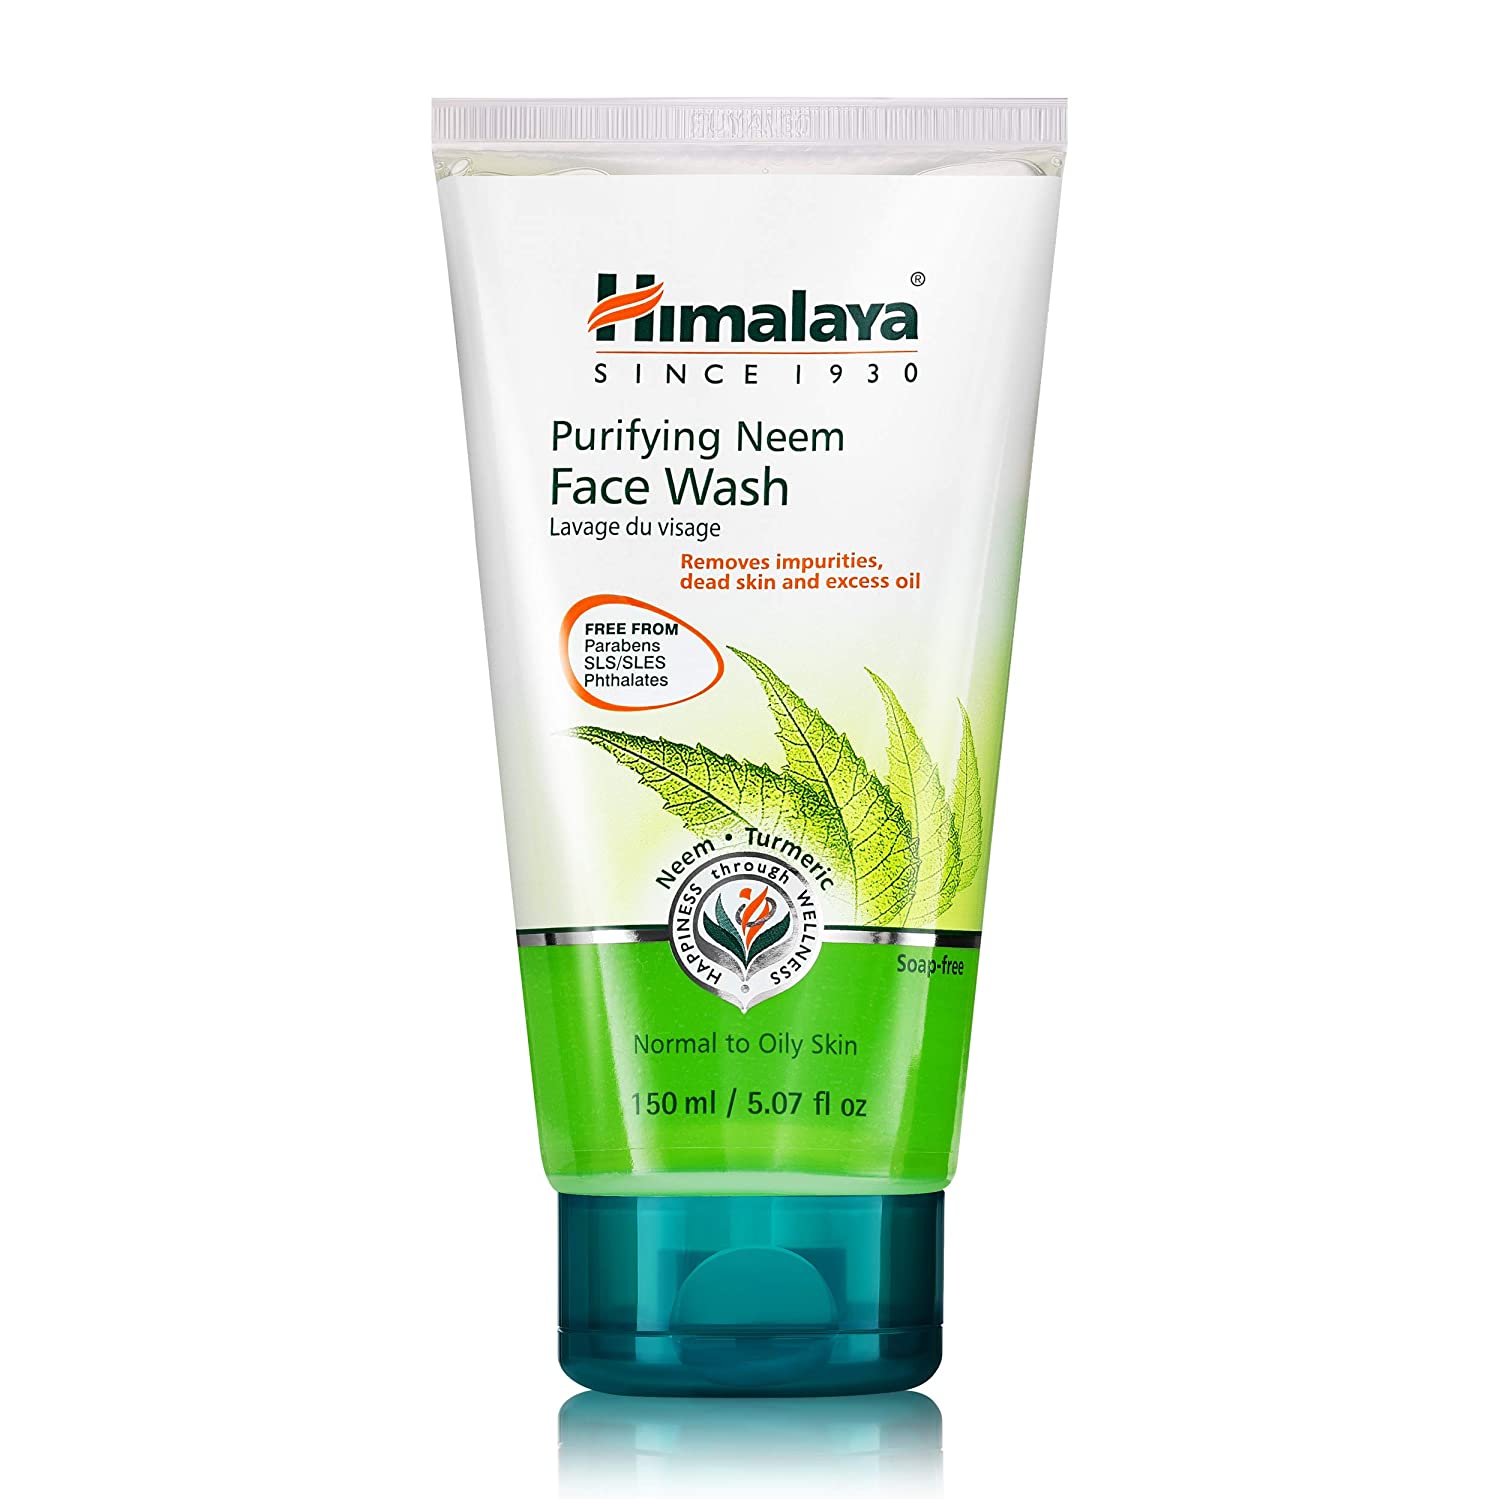 Himalaya®
SINCE 1930
Purifying Neem
Face Wash
Lavage du visage
Removes impurities,
dead skin and excess oil
FREE FROM
Parabens
SLS/SLES
Phthalates
Neem • Turmeric
HAPPINESS through WELLNESS
Soap-free
Normal to Oily Skin
150 ml / 5.07 fl oz